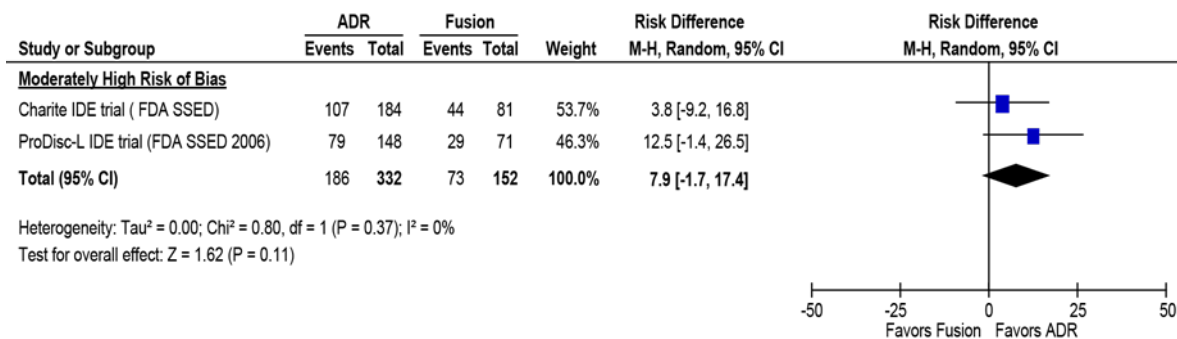 ADR Fusion Risk Difference Risk Difference
Study or Subgroup Events Total Events Total Weight M-H, Random, 95% CI M-H, Random, 95% CI
Moderately High Risk of Bias
Charite IDE trial ( FDA SSED) 107 184 44 81 53.7% 3.8 [-9.2, 16.8]
ProDisc-L IDE trial (FDA SSED 2006) 79 148 29 71 46.3% 12.5 [-1.4, 26.5]
Total (95% CI) 186 332 73 152 100.0% 7.9 [-1.7, 17.4]
Heterogeneity: Tau² = 0.00; Chi² = 0.80, df = 1 (P = 0.37); I² = 0%
Test for overall effect: Z = 1.62 (P = 0.11)
-50 -25 0 25 50
Favors Fusion Favors ADR